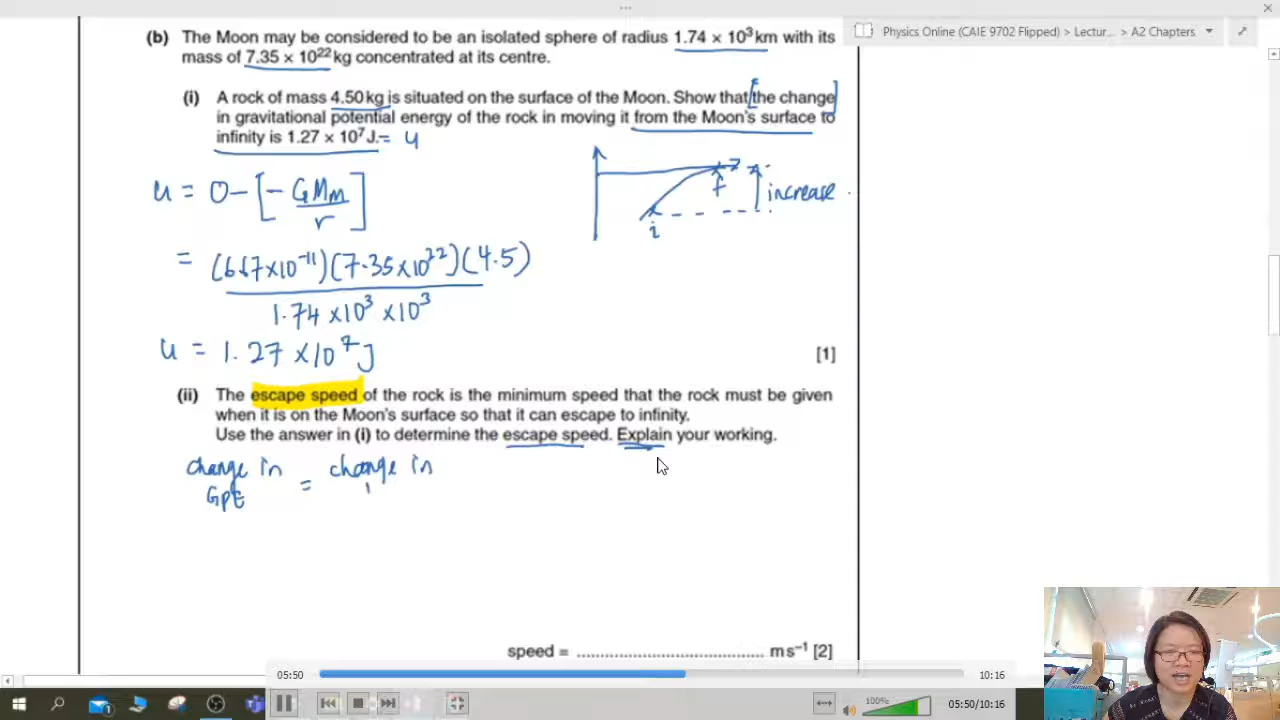 Physics Online (CAIE 9702 Flipped) > Lectur... > A2 Chapters
(b) The Moon may be considered to be an isolated sphere of radius 1.74 × 10³ km with its
mass of 7.35 × 10²² kg concentrated at its centre.
(i) A rock of mass 4.50 kg is situated on the surface of the Moon. Show that [the change]
in gravitational potential energy of the rock in moving it from the Moon's surface to
infinity is 1.27 × 10⁷ J. = u
u = 0 - [- GMm / r]
f
increase
i
= (6.67×10⁻¹¹)(7.35×10²²)(4.5)
1.74 ×10³ ×10³
u = 1.27 ×10⁷ J
[1]
(ii) The escape speed of the rock is the minimum speed that the rock must be given
when it is on the Moon's surface so that it can escape to infinity.
Use the answer in (i) to determine the escape speed. Explain your working.
change in = change in
GPE
speed = ........................................ m s⁻¹ [2]
05:50
10:16
100%
05:50/10:16